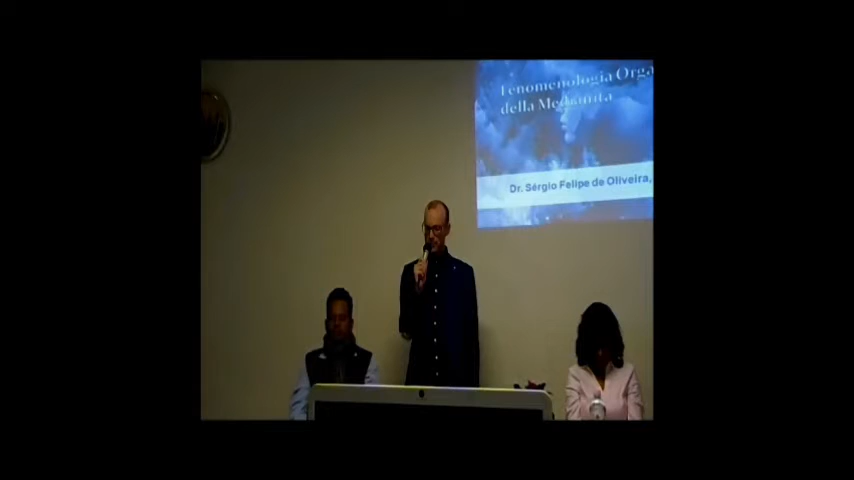 Fenomenologia Orga
della Medianità
Dr. Sérgio Felipe de Oliveira,